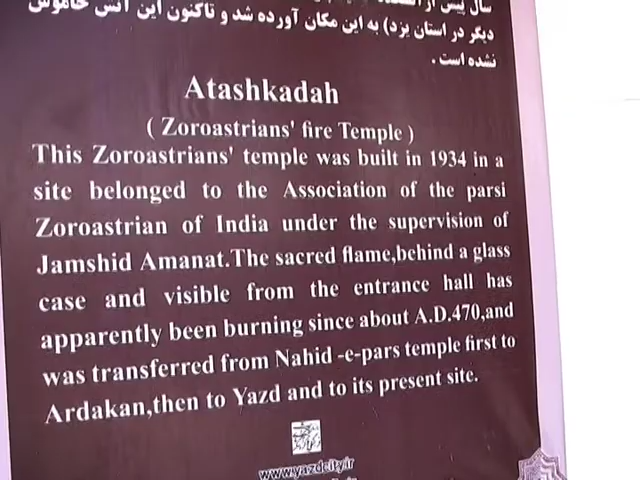 سال پیش از
دیگر در استان یزد) به این مکان آورده شد و تاکنون این آتش خاموش
نشده است .
Atashkadah
( Zoroastrians' fire Temple )
This Zoroastrians' temple was built in 1934 in a
site belonged to the Association of the parsi
Zoroastrian of India under the supervision of
Jamshid Amanat.The sacred flame,behind a glass
case and visible from the entrance hall has
apparently been burning since about A.D.470,and
was transferred from Nahid -e-pars temple first to
Ardakan,then to Yazd and to its present site.
www.yazdcity.ir